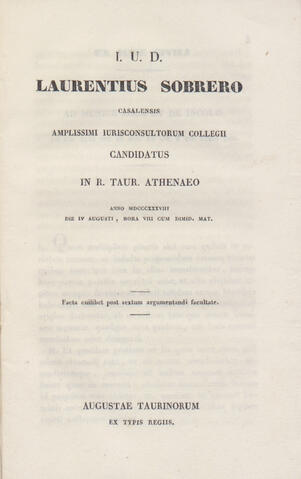 I. U. D.
LAURENTIUS SOBRERO
CASALENSIS
AMPLISSIMI IURISCONSULTORUM COLLEGII
CANDIDATUS
IN R. TAUR. ATHENAEO
ANNO MDCCCXXXVIII
DIE IV AUGUSTI, HORA VIII CUM DIMID. MAT.
Facta cuilibet post sextum argumentandi facultate.
AUGUSTAE TAURINORUM
EX TYPIS REGIIS.